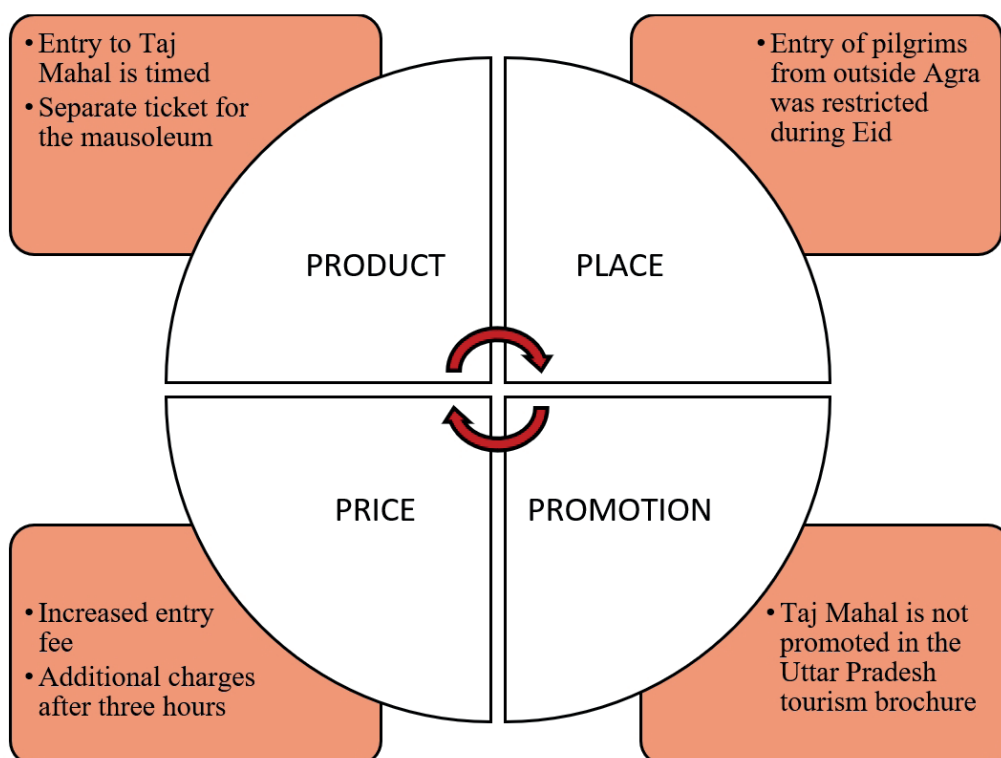 • Entry to Taj
Mahal is timed
• Separate ticket for
the mausoleum
• Entry of pilgrims
from outside Agra
was restricted
during Eid
PRODUCT
PLACE
PRICE
PROMOTION
• Increased entry
fee
• Additional charges
after three hours
• Taj Mahal is not
promoted in the
Uttar Pradesh
tourism brochure